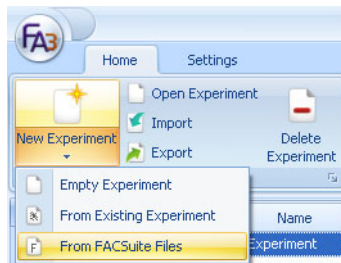 FA3
Home Settings
Open Experiment
New Experiment
Import
Export
Delete
Experiment
Empty Experiment
From Existing Experiment
Name
F From FACSuite Files
Experiment